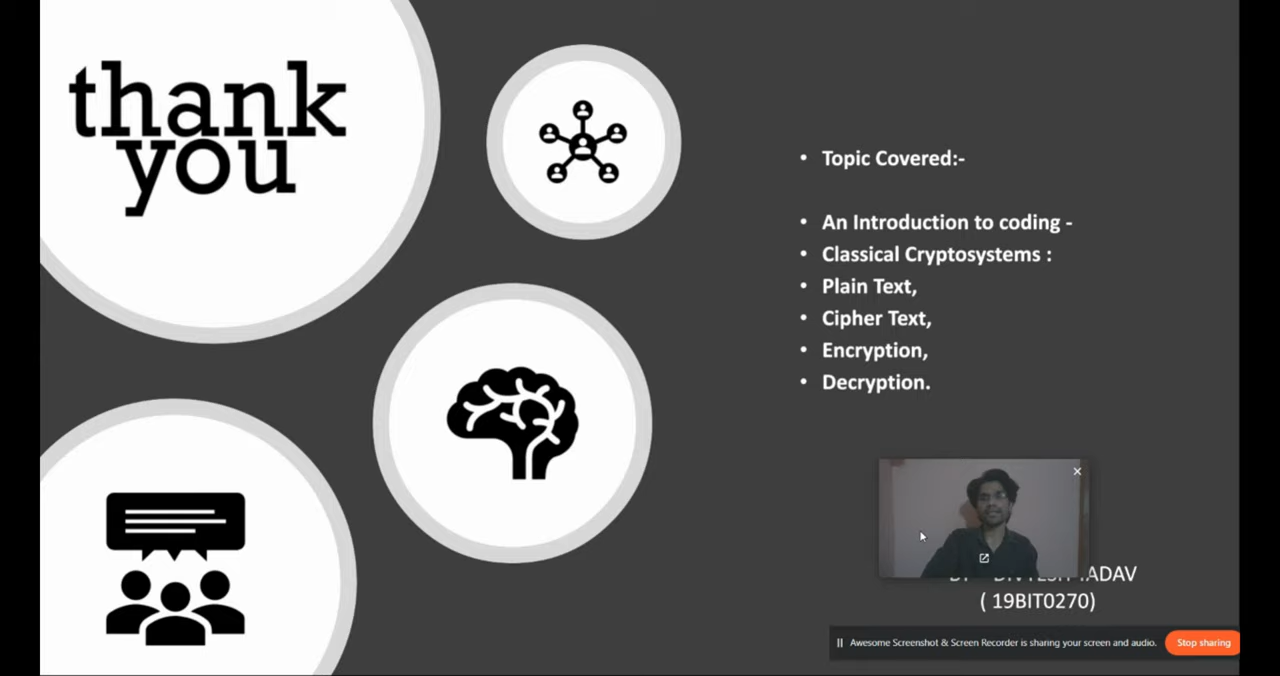 thank
you
• Topic Covered:-
• An Introduction to coding -
• Classical Cryptosystems :
• Plain Text,
• Cipher Text,
• Encryption,
• Decryption.
YADAV
( 19BIT0270)
Awesome Screenshot & Screen Recorder is sharing your screen and audio.
Stop sharing